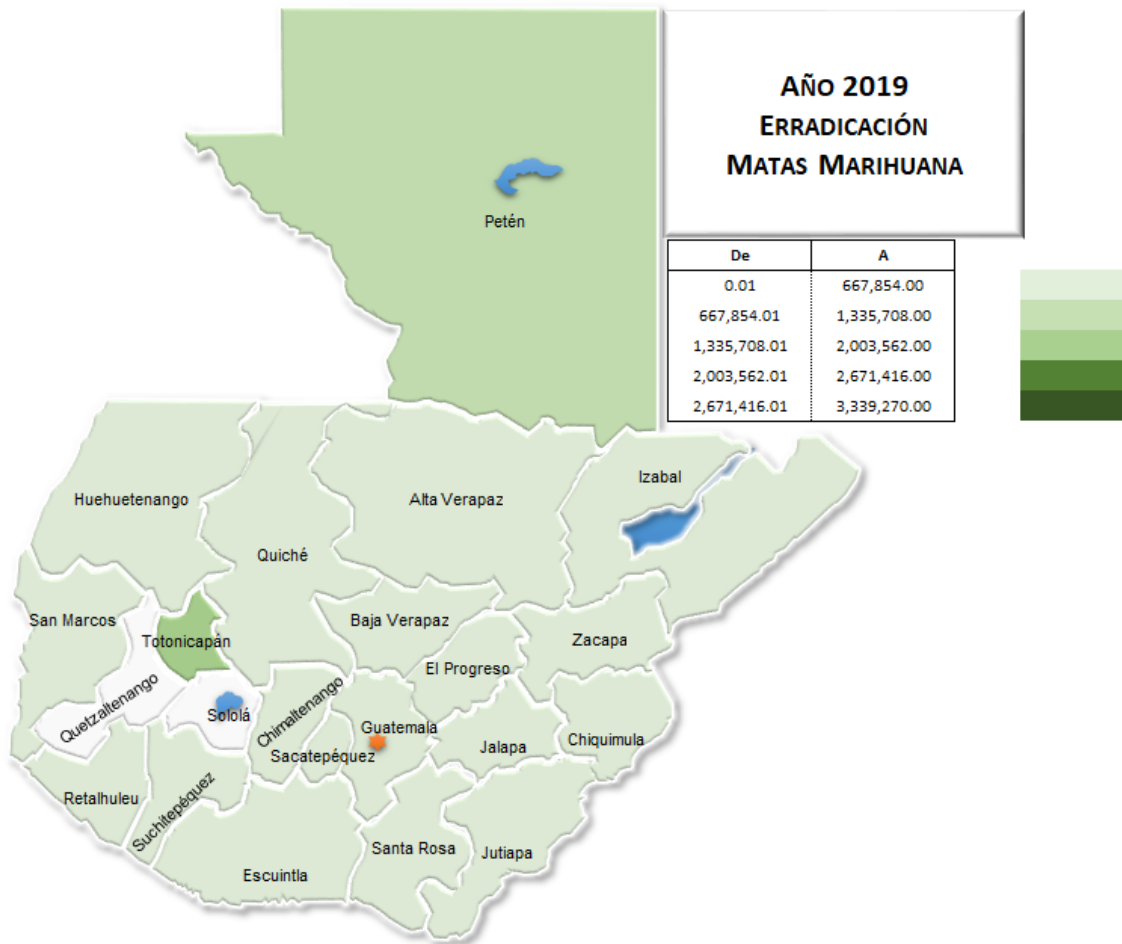 AÑO 2019
ERRADICACIÓN
MATAS MARIHUANA
Petén
De A
0.01 667,854.00
667,854.01 1,335,708.00
1,335,708.01 2,003,562.00
2,003,562.01 2,671,416.00
2,671,416.01 3,339,270.00
Izabal
Huehuetenango
Alta Verapaz
Quiché
San Marcos
Totonicapán
Baja Verapaz
Zacapa
El Progreso
Quetzaltenango
Sololá
Chimaltenango
Guatemala
Sacatepéquez
Jalapa
Chiquimula
Retalhuleu
Suchitepéquez
Santa Rosa
Jutiapa
Escuintla